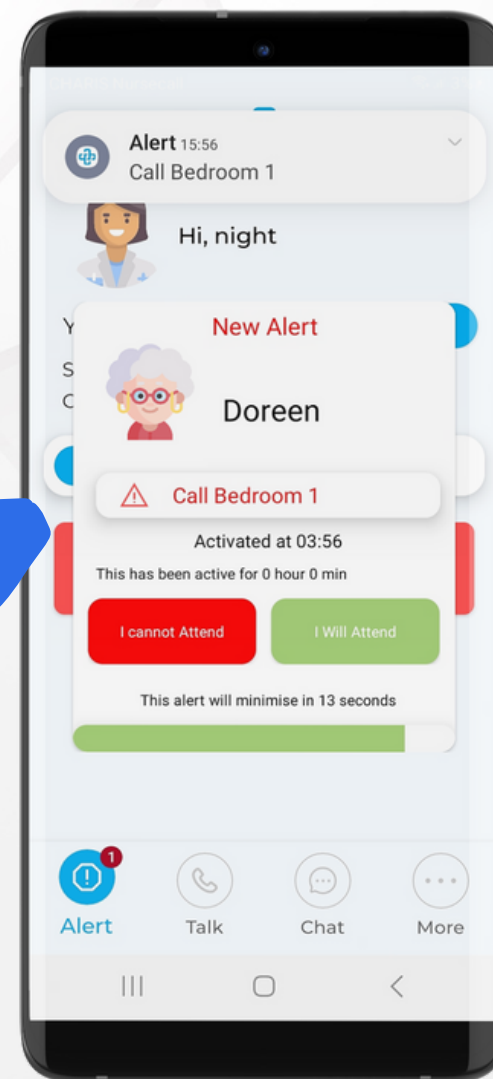 Alert 15:56
Call Bedroom 1
Hi, night
Y
New Alert
S
Doreen
C
Call Bedroom 1
Activated at 03:56
This has been active for 0 hour 0 min
I cannot Attend
I Will Attend
This alert will minimise in 13 seconds
1
Alert
Talk
Chat
More